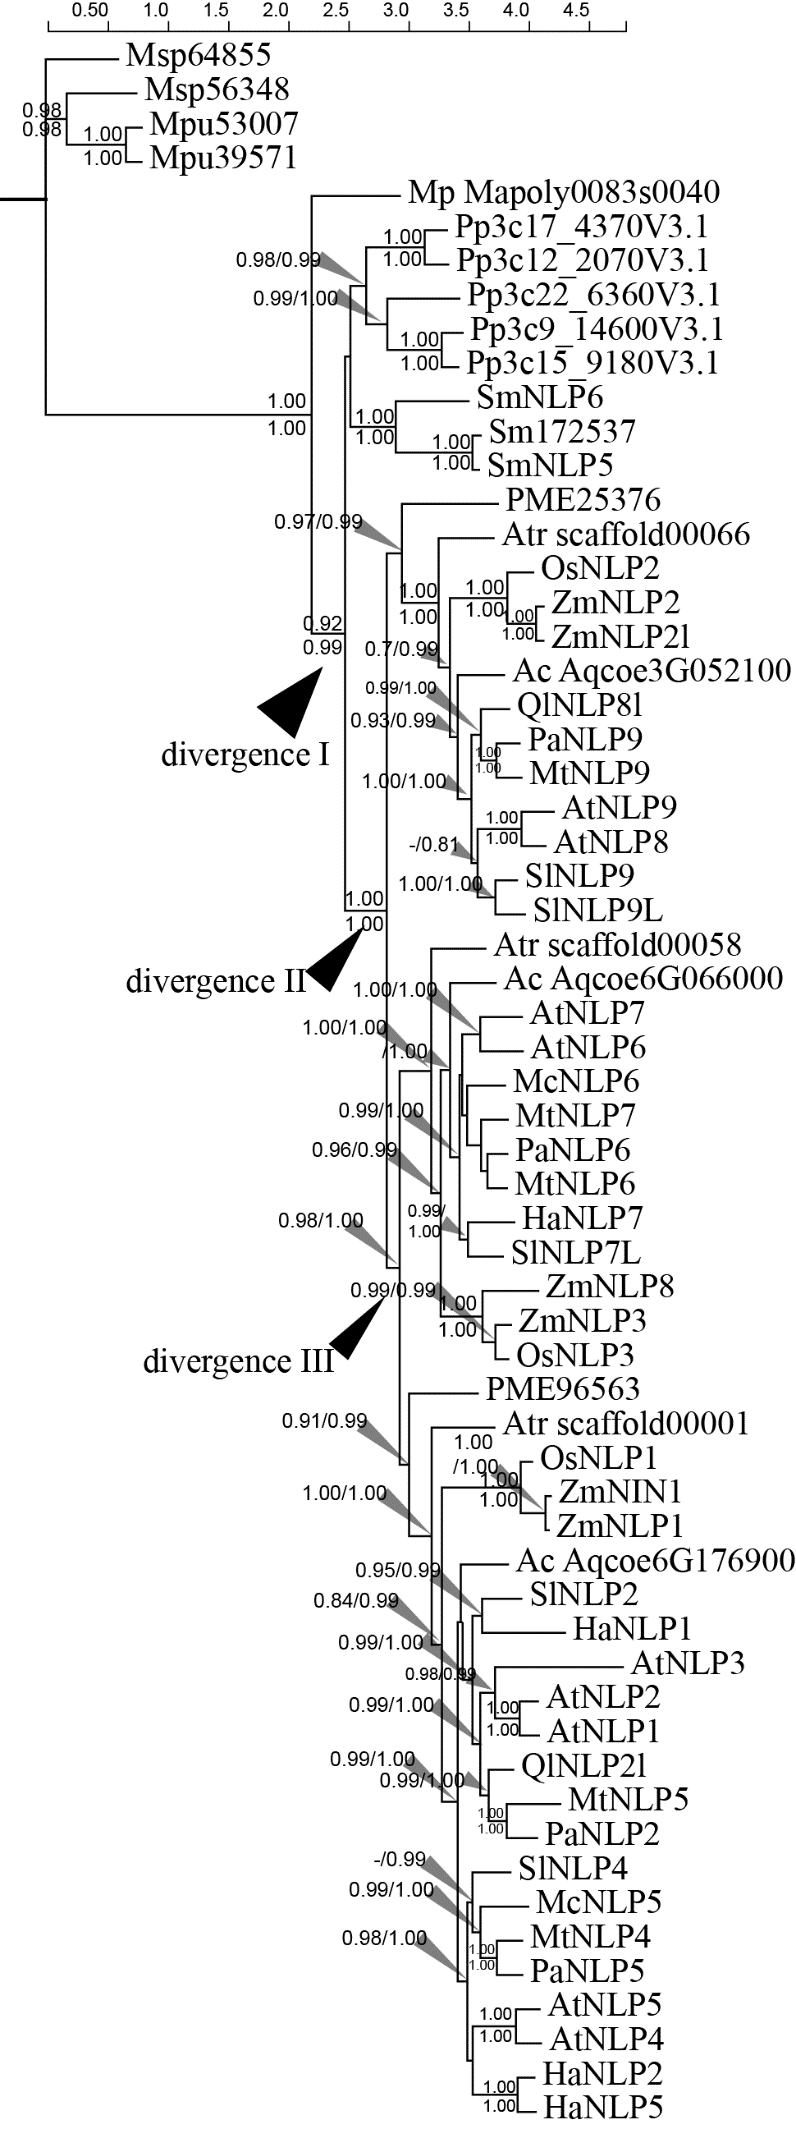 0.50 1.0 1.5 2.0 2.5 3.0 3.5 4.0 4.5
Msp64855
Msp56348
0.98
0.98
Mpu53007
1.00
1.00
Mpu39571
Mp Mapoly0083s0040
Pp3c17_4370V3.1
1.00
1.00
0.98/0.99
Pp3c12_2070V3.1
0.99/1.00
Pp3c22_6360V3.1
Pp3c9_14600V3.1
1.00
1.00
Pp3c15_9180V3.1
1.00
1.00
SmNLP6
1.00
1.00
Sm172537
1.00
1.00
SmNLP5
PME25376
0.97/0.99
Atr scaffold00066
OsNLP2
1.00
1.00
1.00
1.00
ZmNLP2
1.00
1.00
ZmNLP2l
0.92
0.99
0.7/0.99
Ac Aqcoe3G052100
0.99/1.00
QlNLP8l
0.93/0.99
PaNLP9
1.00
1.00
MtNLP9
divergence I
1.00/1.00
AtNLP9
1.00
1.00
AtNLP8
-/0.81
SlNLP9
1.00/1.00
SlNLP9L
1.00
1.00
Atr scaffold00058
divergence II
Ac Aqcoe6G066000
1.00/1.00
AtNLP7
1.00/1.00
/1.00
AtNLP6
McNLP6
0.99/1.00
MtNLP7
0.96/0.99
PaNLP6
MtNLP6
0.99/
1.00
HaNLP7
0.98/1.00
SlNLP7L
0.99/0.99
ZmNLP8
1.00
1.00
ZmNLP3
divergence III
OsNLP3
PME96563
0.91/0.99
Atr scaffold00001
1.00
/1.00
OsNLP1
1.00
1.00
1.00/1.00
ZmNIN1
ZmNLP1
Ac Aqcoe6G176900
0.95/0.99
SlNLP2
0.84/0.99
HaNLP1
0.99/1.00
AtNLP3
0.98/0.99
AtNLP2
0.99/1.00
1.00
1.00
AtNLP1
0.99/1.00
QlNLP2l
0.99/1.00
MtNLP5
1.00
1.00
PaNLP2
-/0.99
SlNLP4
0.99/1.00
McNLP5
0.98/1.00
MtNLP4
1.00
1.00
PaNLP5
AtNLP5
1.00
1.00
AtNLP4
HaNLP2
1.00
1.00
HaNLP5